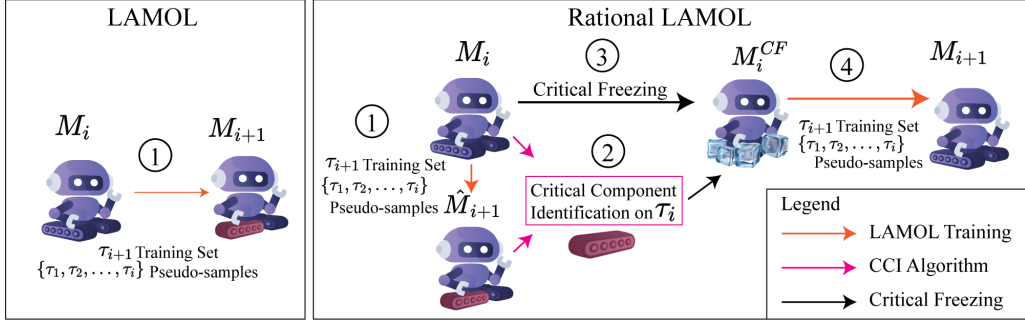 LAMOL
M_i
1
M_{i+1}
τ_{i+1} Training Set
{τ_1, τ_2, . . . , τ_i} Pseudo-samples
Rational LAMOL
M_i
3
Critical Freezing
M_i^{CF}
4
M_{i+1}
1
τ_{i+1} Training Set
{τ_1, τ_2, . . . , τ_i}
Pseudo-samples
M̂_{i+1}
2
Critical Component
Identification on τ_i
τ_{i+1} Training Set
{τ_1, τ_2, . . . , τ_i}
Pseudo-samples
Legend
LAMOL Training
CCI Algorithm
Critical Freezing